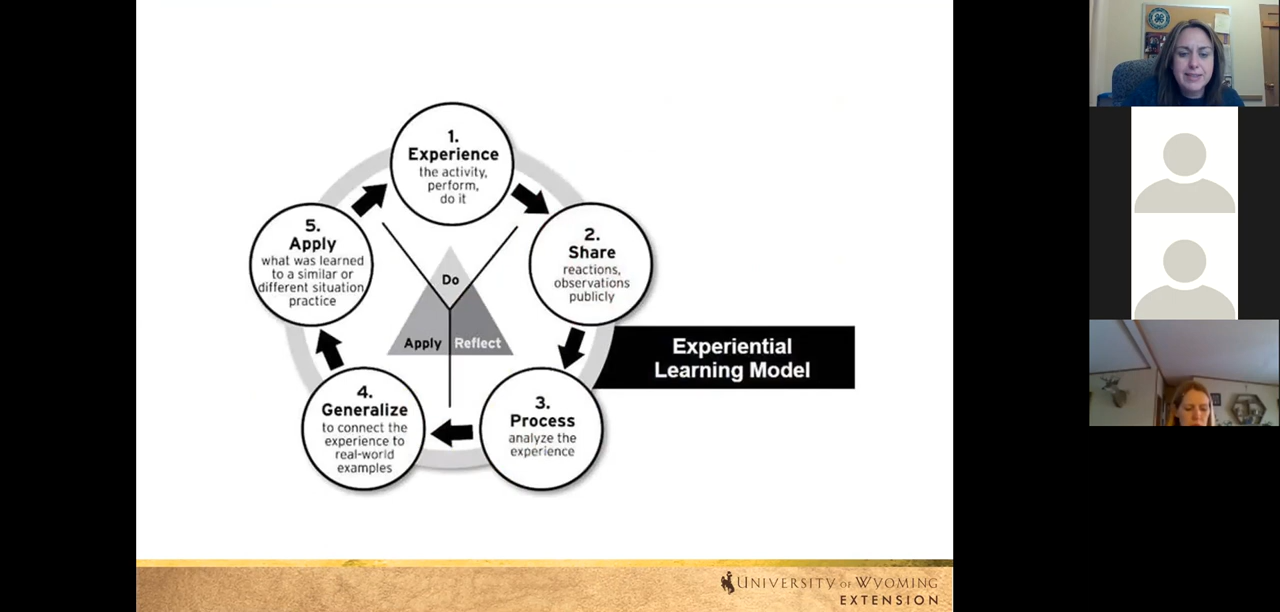 1.
Experience
the activity,
perform,
do it
2.
Share
reactions,
observations
publicly
3.
Process
analyze the
experience
4.
Generalize
to connect the
experience to
real-world
examples
5.
Apply
what was learned
to a similar or
different situation
practice
Do
Apply
Reflect
Experiential
Learning Model
UNIVERSITY OF WYOMING
EXTENSION